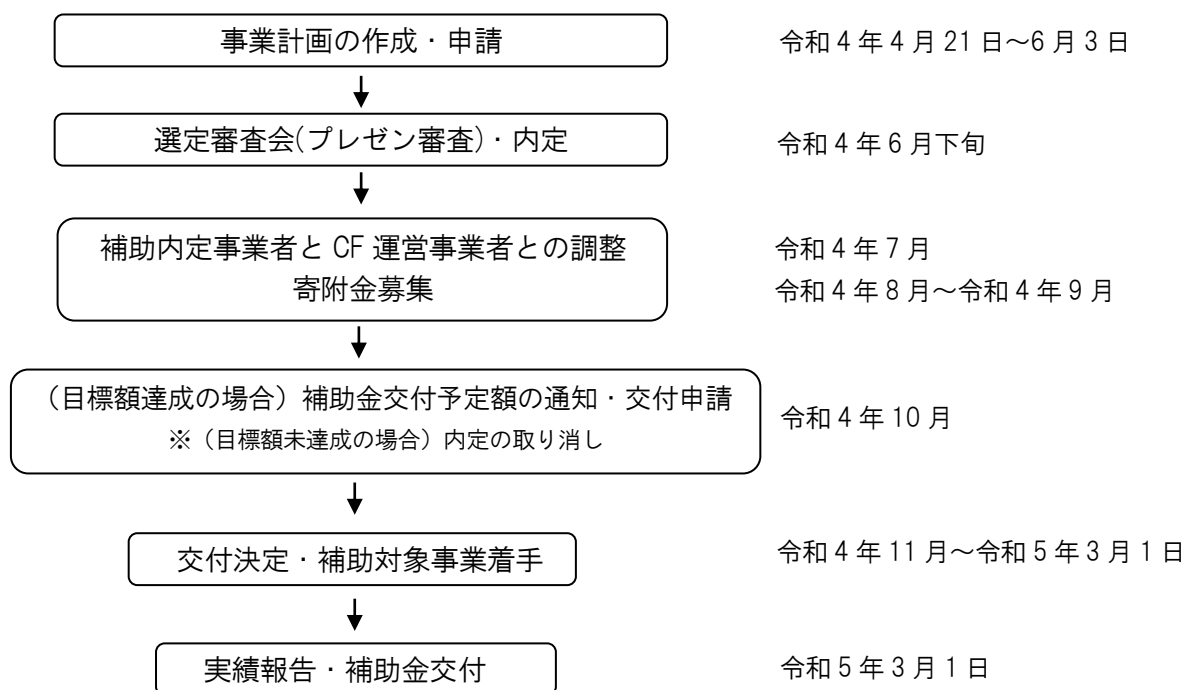 事業計画の作成・申請
令和4年4月21日～6月3日
選定審査会(プレゼン審査)・内定
令和4年6月下旬
補助内定事業者とCF運営事業者との調整
令和4年7月
寄附金募集
令和4年8月～令和4年9月
（目標額達成の場合）補助金交付予定額の通知・交付申請
※（目標額未達成の場合）内定の取り消し
令和4年10月
交付決定・補助対象事業着手
令和4年11月～令和5年3月1日
実績報告・補助金交付
令和5年3月1日